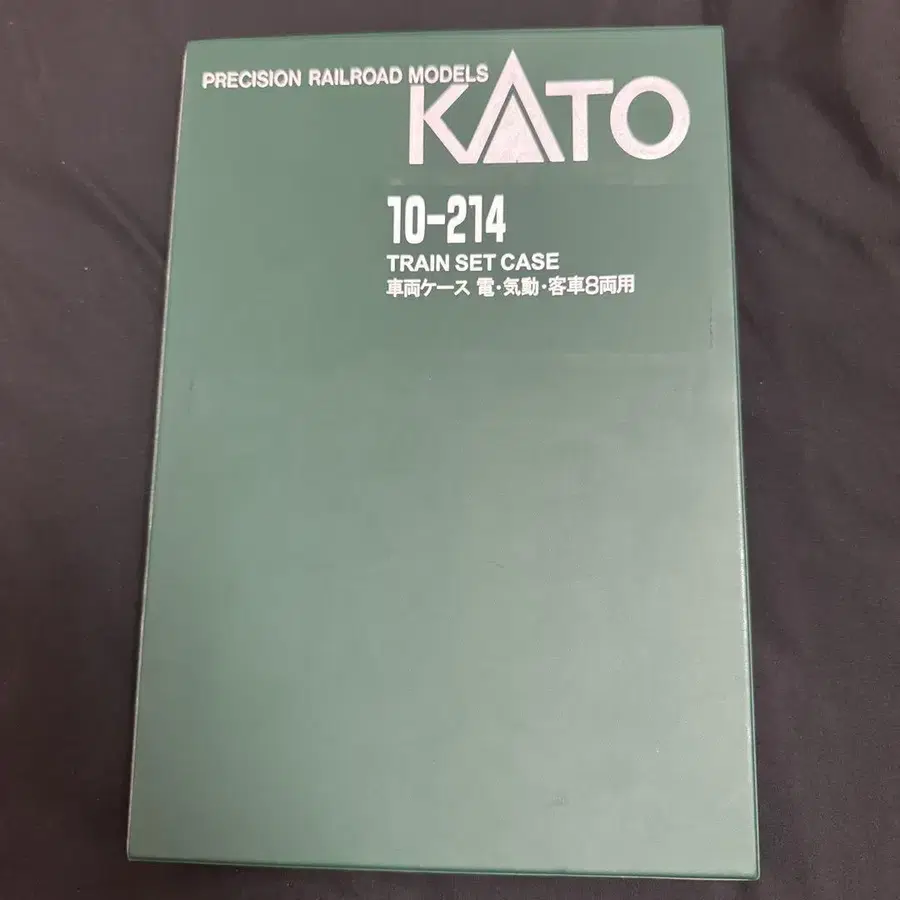 PRECISION RAILROAD MODELS
KATO
10-214
TRAIN SET CASE
車両ケース 電・気動・客車8両用